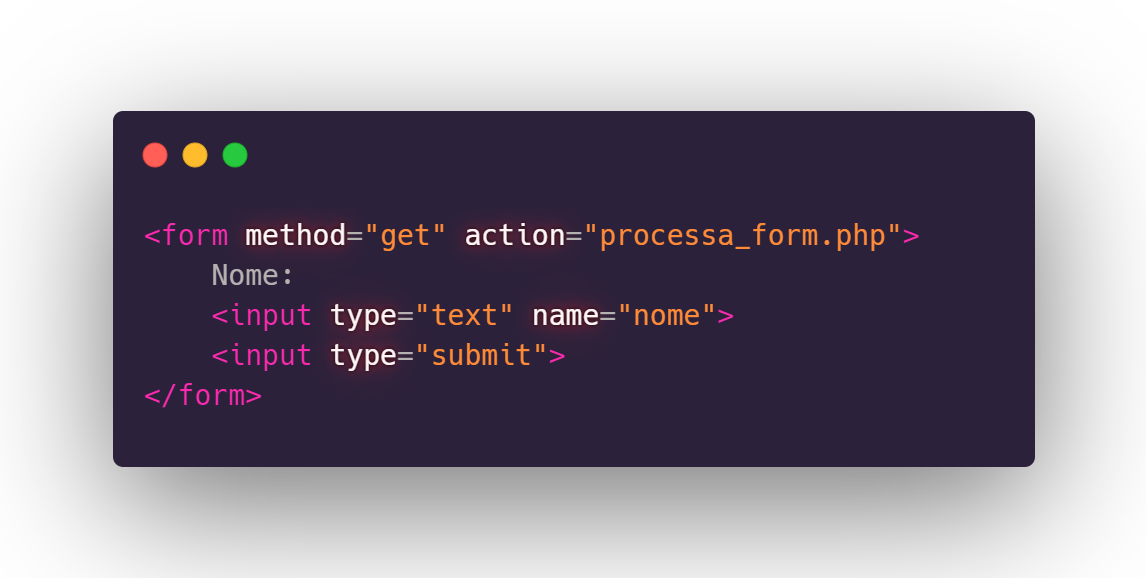 <form method="get" action="processa_form.php">
    Nome:
    <input type="text" name="nome">
    <input type="submit">
</form>